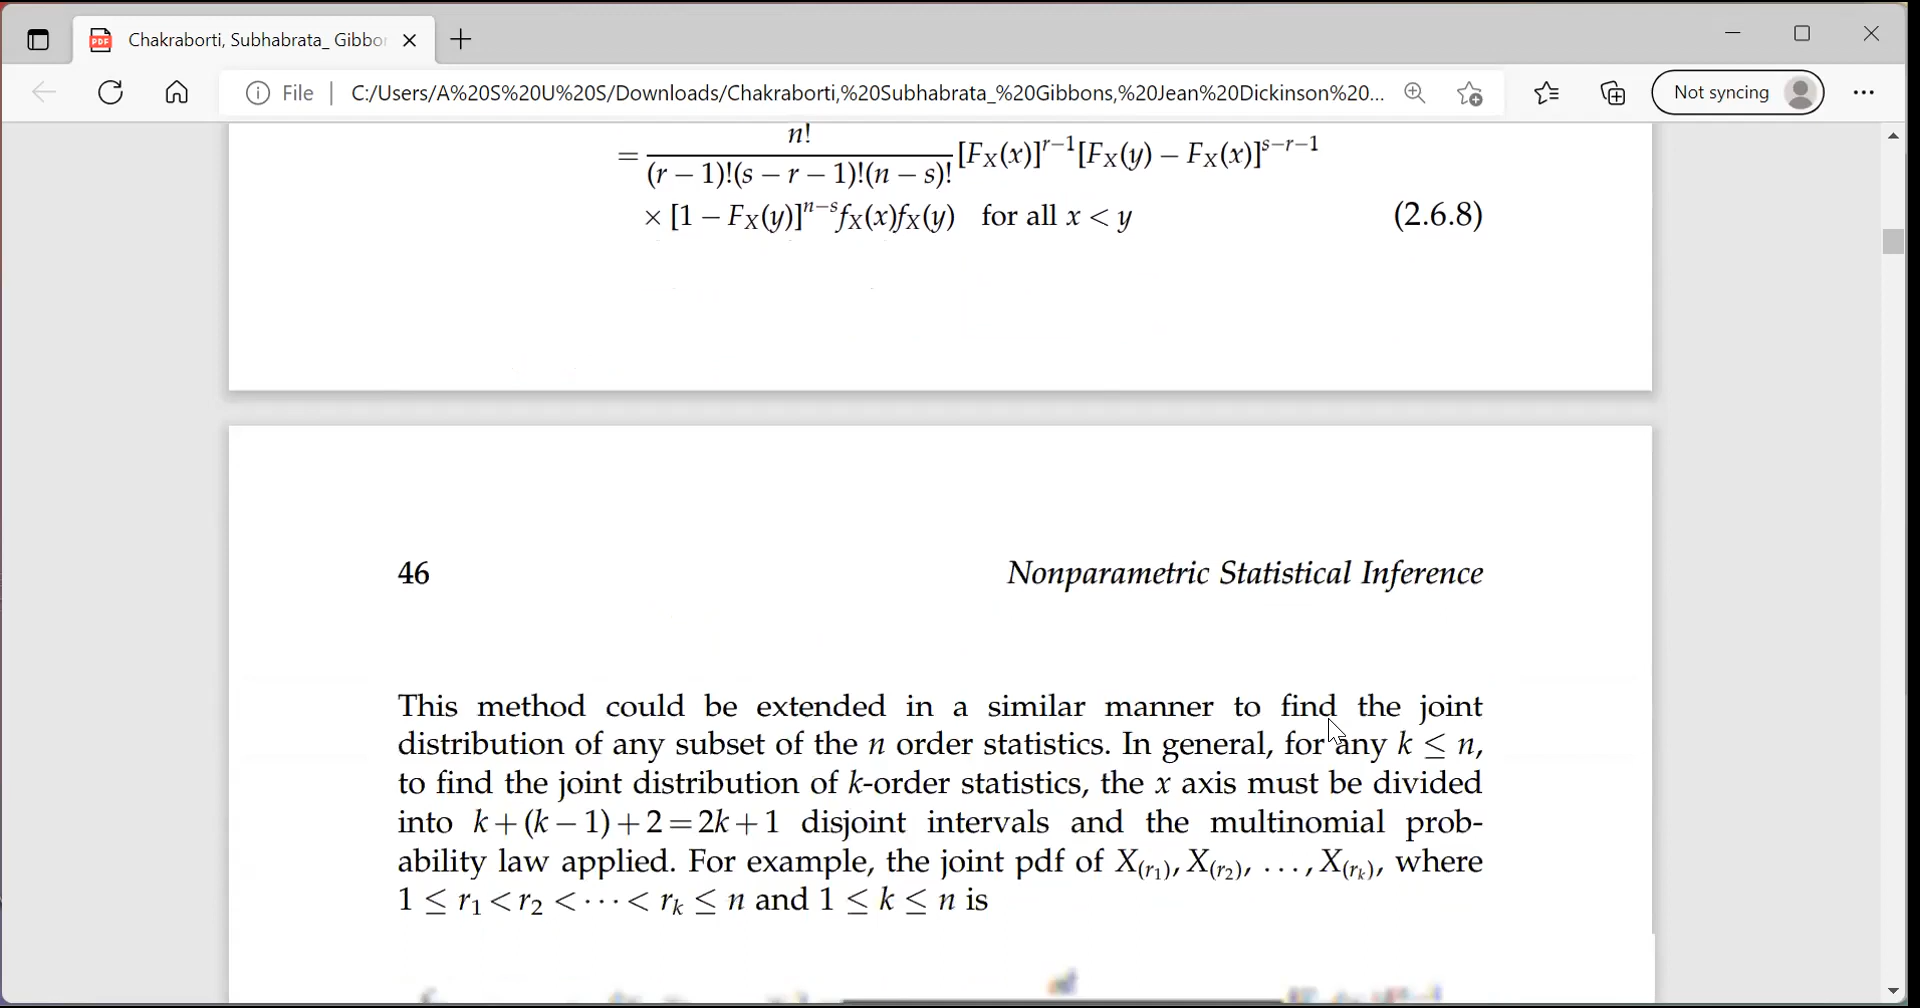 Chakraborti, Subhabrata_ Gibbo
File
C:/Users/A%20S%20U%20S/Downloads/Chakraborti,%20Subhabrata_%20Gibbons,%20Jean%20Dickinson%20...
Not syncing
= n! / (r − 1)!(s − r − 1)!(n − s)! [F_X(x)]^{r−1}[F_X(y) − F_X(x)]^{s−r−1}
× [1 − F_X(y)]^{n−s} f_X(x)f_X(y) for all x < y (2.6.8)
46 Nonparametric Statistical Inference
This method could be extended in a similar manner to find the joint
distribution of any subset of the n order statistics. In general, for any k ≤ n,
to find the joint distribution of k-order statistics, the x axis must be divided
into k + (k − 1) + 2 = 2k + 1 disjoint intervals and the multinomial prob-
ability law applied. For example, the joint pdf of X_(r₁), X_(r₂), ..., X_(r_k), where
1 ≤ r₁ < r₂ < ··· < r_k ≤ n and 1 ≤ k ≤ n is